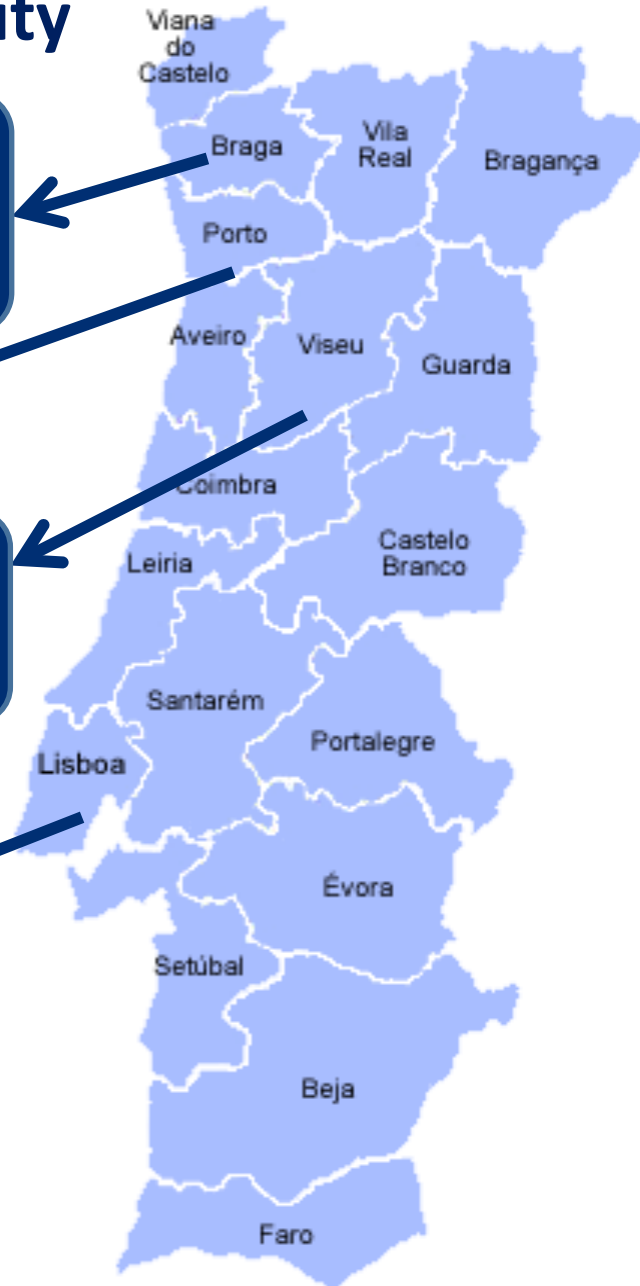 Viana
do
Castelo
Braga
Vila
Real
Bragança
Porto
Aveiro
Viseu
Guarda
Coimbra
Castelo
Branco
Leiria
Santarém
Portalegre
Lisboa
Évora
Setúbal
Beja
Faro